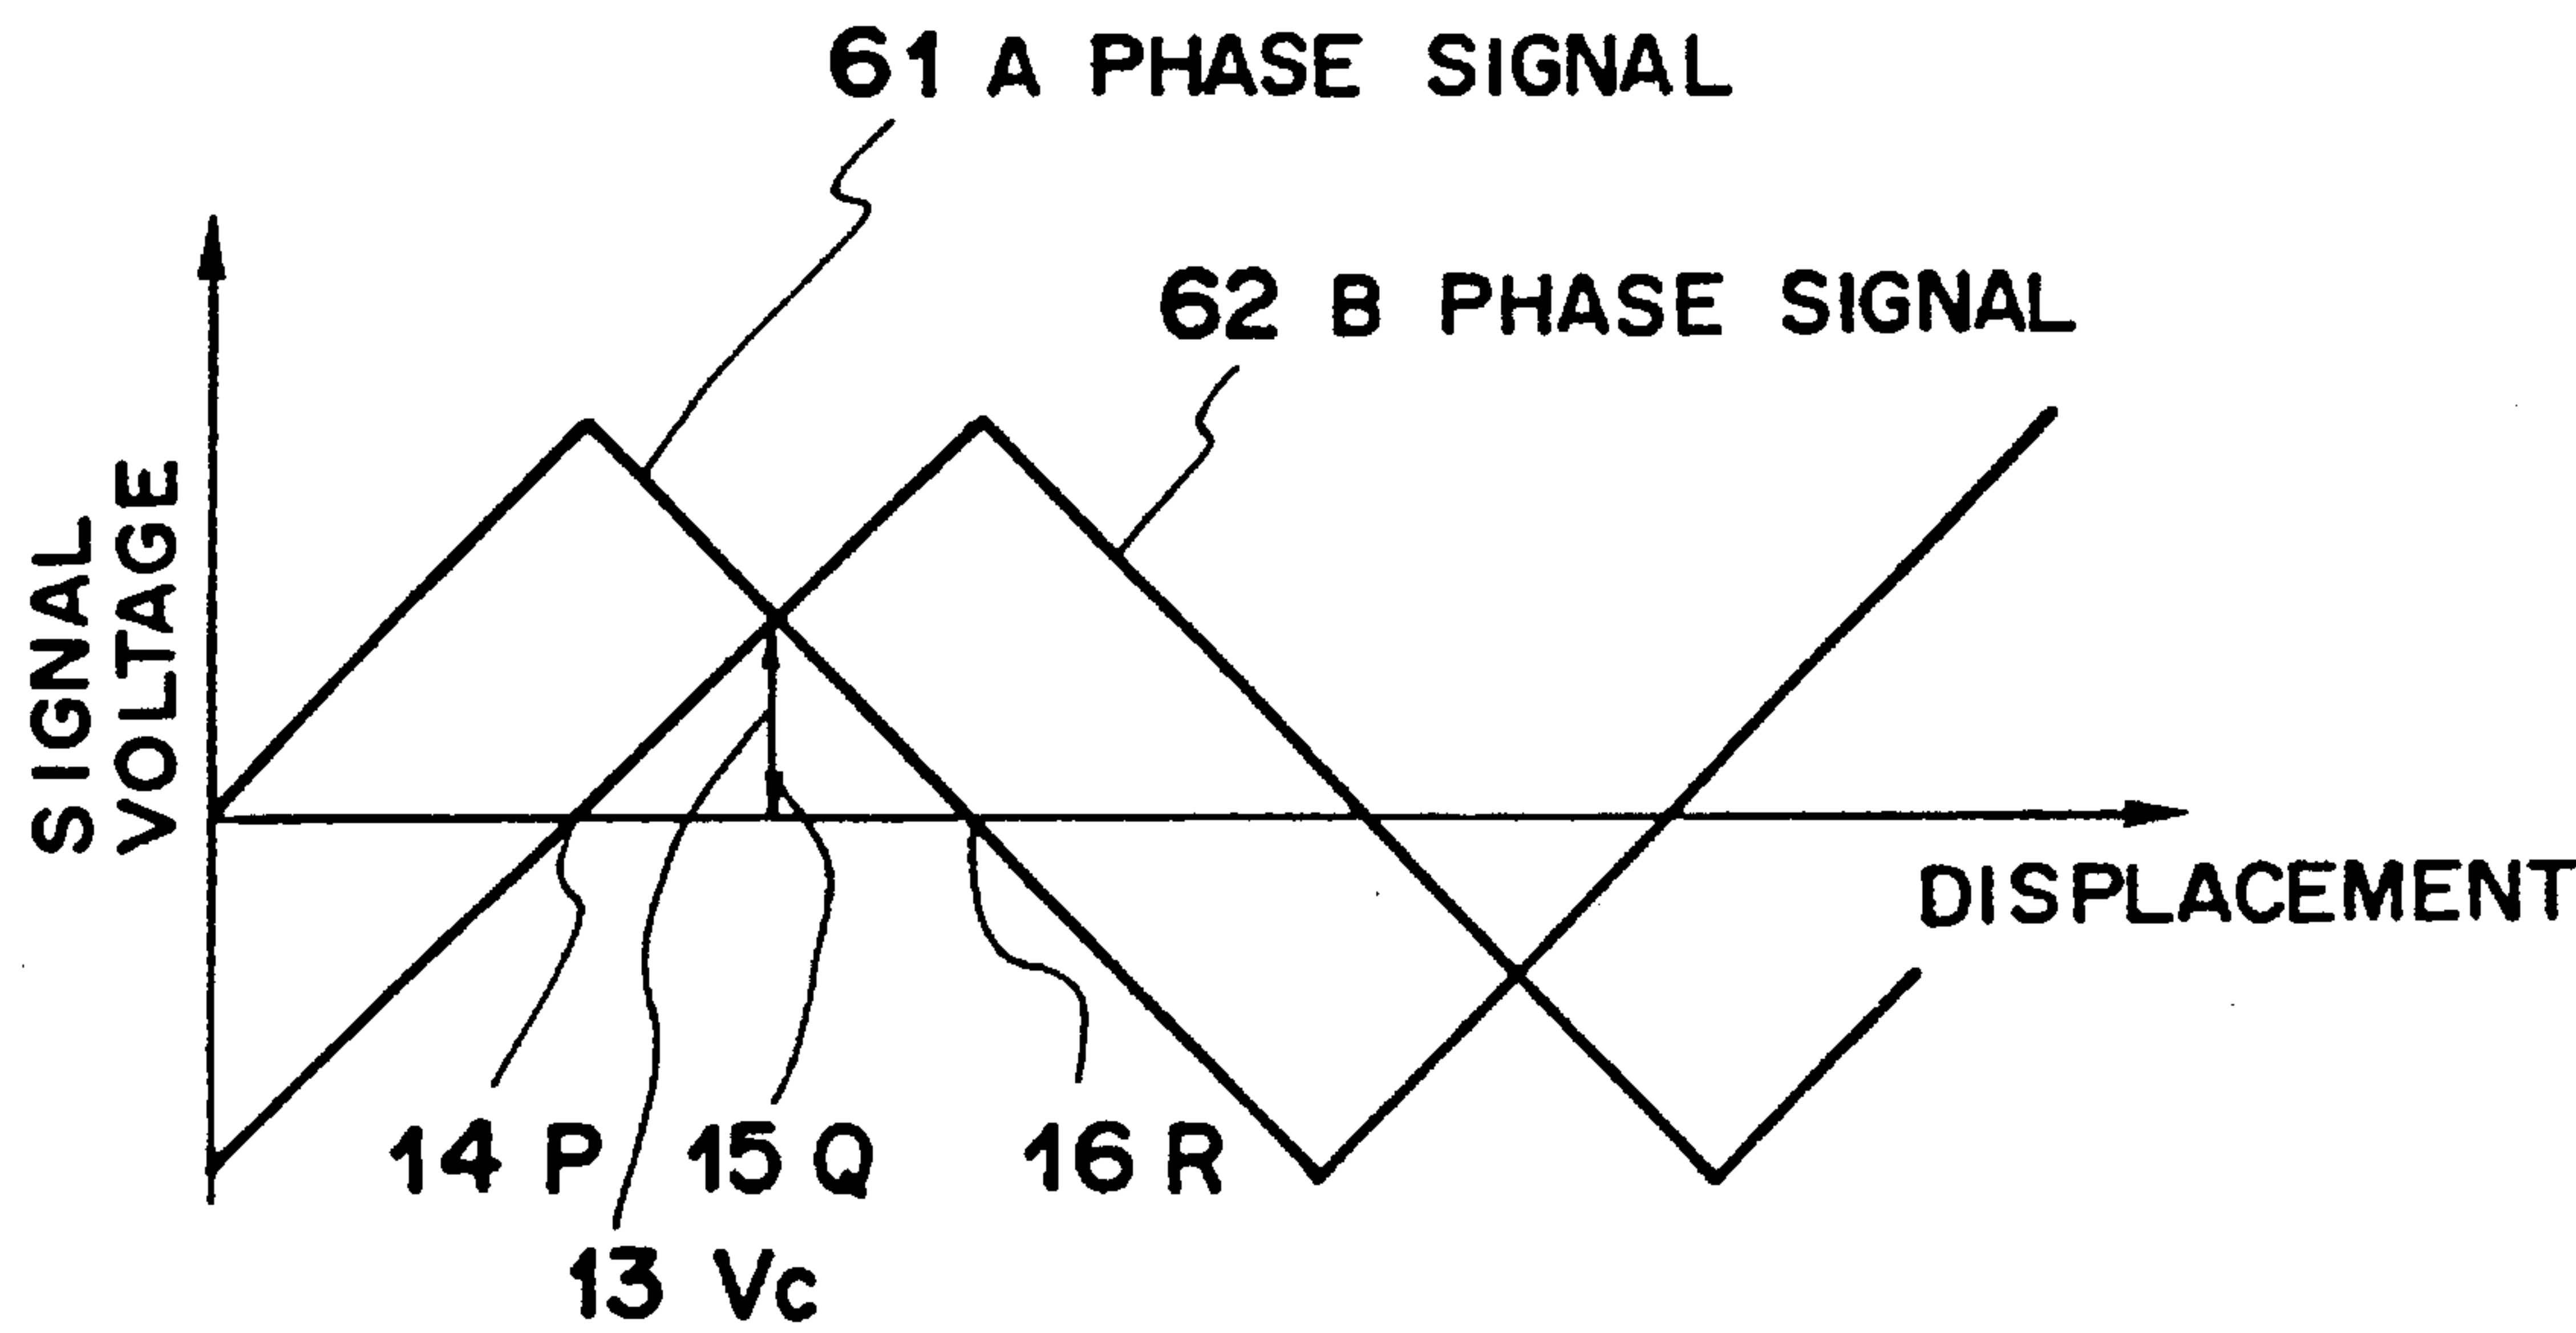 61 A PHASE SIGNAL
62 B PHASE SIGNAL
SIGNAL
VOLTAGE
DISPLACEMENT
14 P
15 Q
16 R
13 Vc